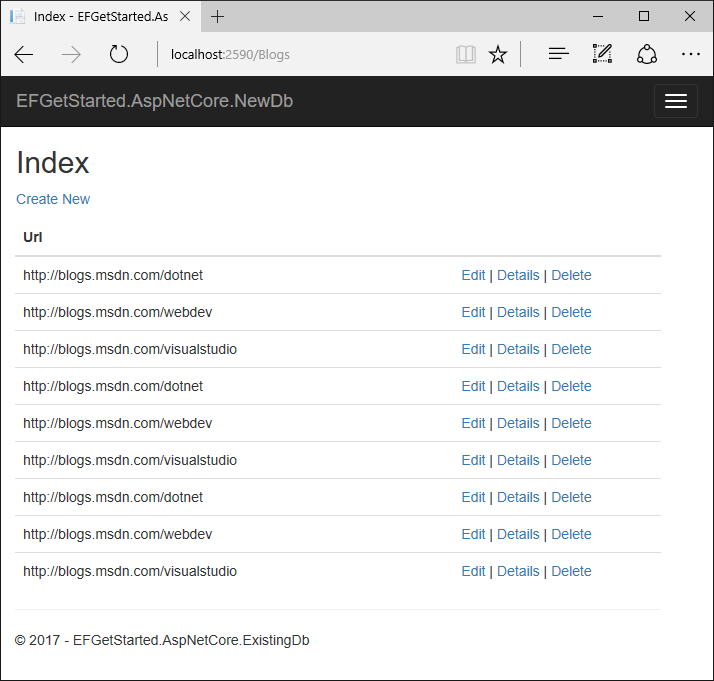 Index - EFGetStarted.As
localhost:2590/Blogs
EFGetStarted.AspNetCore.NewDb
Index
Create New
Url
http://blogs.msdn.com/dotnet Edit | Details | Delete
http://blogs.msdn.com/webdev Edit | Details | Delete
http://blogs.msdn.com/visualstudio Edit | Details | Delete
http://blogs.msdn.com/dotnet Edit | Details | Delete
http://blogs.msdn.com/webdev Edit | Details | Delete
http://blogs.msdn.com/visualstudio Edit | Details | Delete
http://blogs.msdn.com/dotnet Edit | Details | Delete
http://blogs.msdn.com/webdev Edit | Details | Delete
http://blogs.msdn.com/visualstudio Edit | Details | Delete
© 2017 - EFGetStarted.AspNetCore.ExistingDb